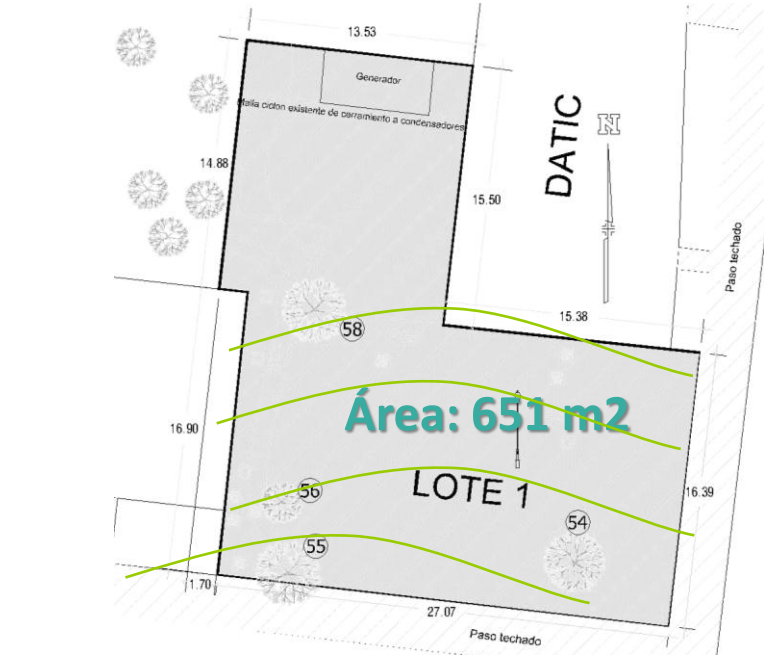 13.53
Generador
Malla ciclon existente de cerramiento a condensadores
14.88
DATIC
N
15.50
Paso techado
15.38
58
Área: 651 m2
16.90
LOTE 1
56
16.39
54
55
1.70
27.07
Paso techado